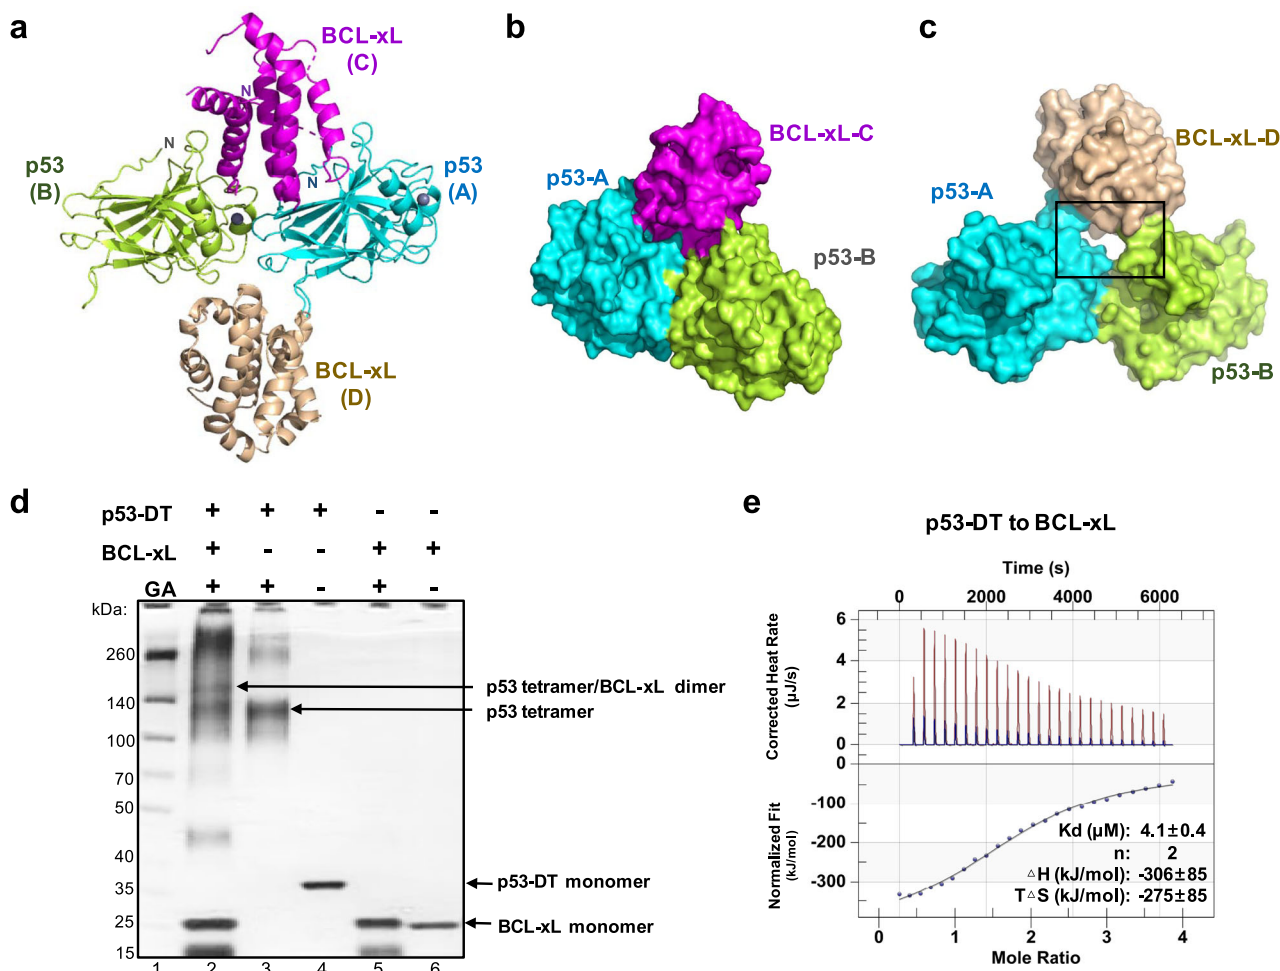 a
BCL-xL
(C)
N
N
N
p53
(B)
p53
(A)
BCL-xL
(D)
b
BCL-xL-C
p53-A
p53-B
c
BCL-xL-D
p53-A
p53-B
d
p53-DT + + + - -
BCL-xL + - - + +
GA + + - + -
kDa:
260
140
100
70
50
40
35
25
15
1 2 3 4 5 6
p53 tetramer/BCL-xL dimer
p53 tetramer
p53-DT monomer
BCL-xL monomer
e
p53-DT to BCL-xL
Time (s)
0 2000 4000 6000
Corrected Heat Rate
(µJ/s)
6
4
2
0
Normalized Fit
(kJ/mol)
0
-100
-200
-300
Kd (µM): 4.1±0.4
n: 2
△H (kJ/mol): -306±85
T△S (kJ/mol): -275±85
0 1 2 3 4
Mole Ratio